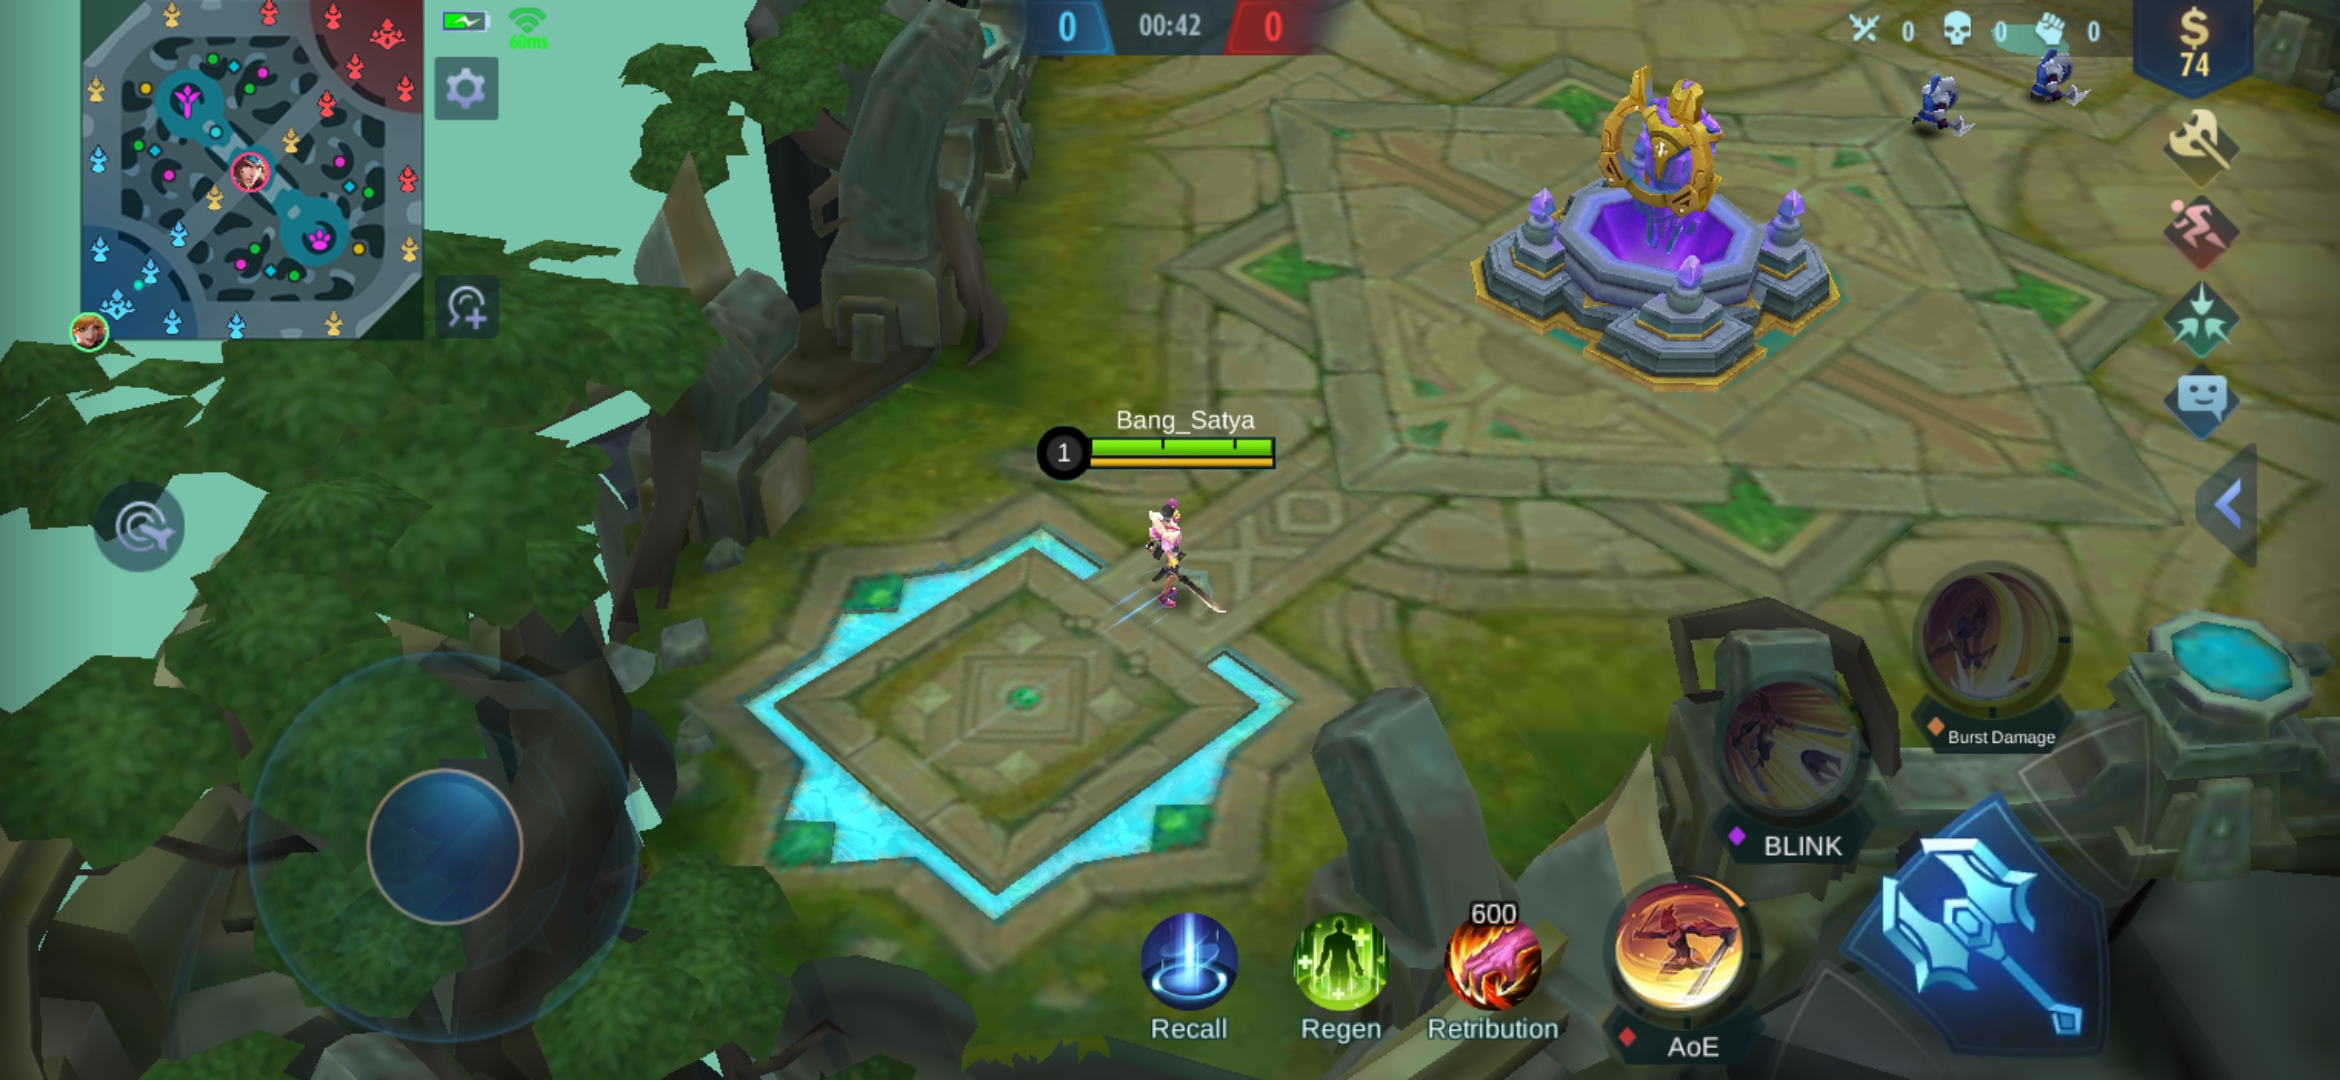 60ms
0
00:42
0
0
0
0
$
74
Bang_Satya
1
Burst Damage
BLINK
600
Recall
Regen
Retribution
AoE